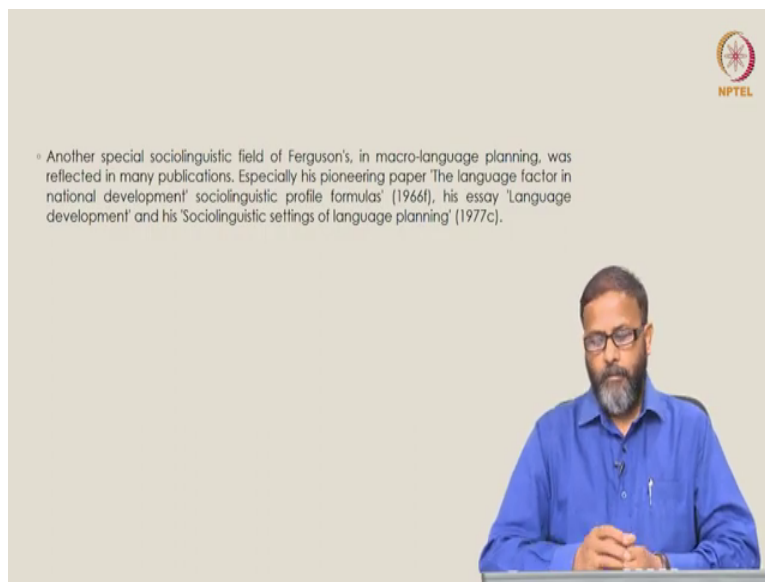 NPTEL
◦ Another special sociolinguistic field of Ferguson's, in macro-language planning, was
reflected in many publications. Especially his pioneering paper 'The language factor in
national development' sociolinguistic profile formulas' (1966f), his essay 'Language
development' and his 'Sociolinguistic settings of language planning' (1977c).